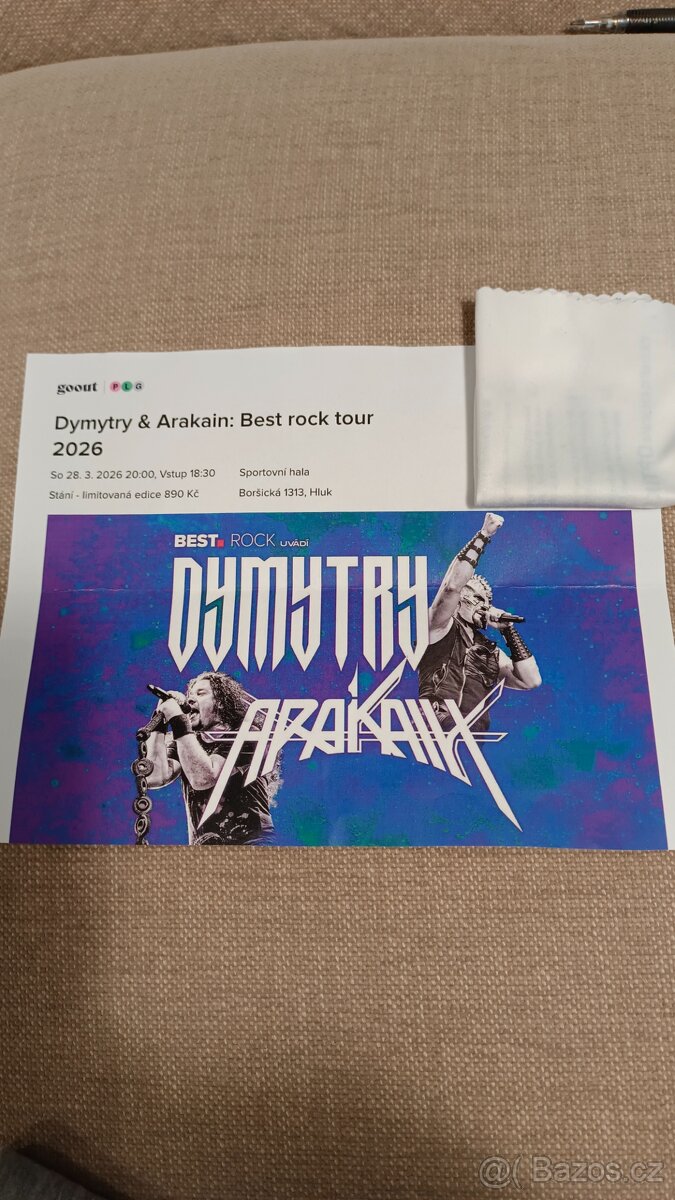 goout PLG
Dymytry & Arakain: Best rock tour
2026
So 28. 3. 2026 20:00, Vstup 18:30
Sportovní hala
Stání - limitovaná edice 890 Kč
Boršická 1313, Hluk
BEST. ROCK UVÁDÍ
DYMYTRY
ARAKAIN
@( Bazos.cz